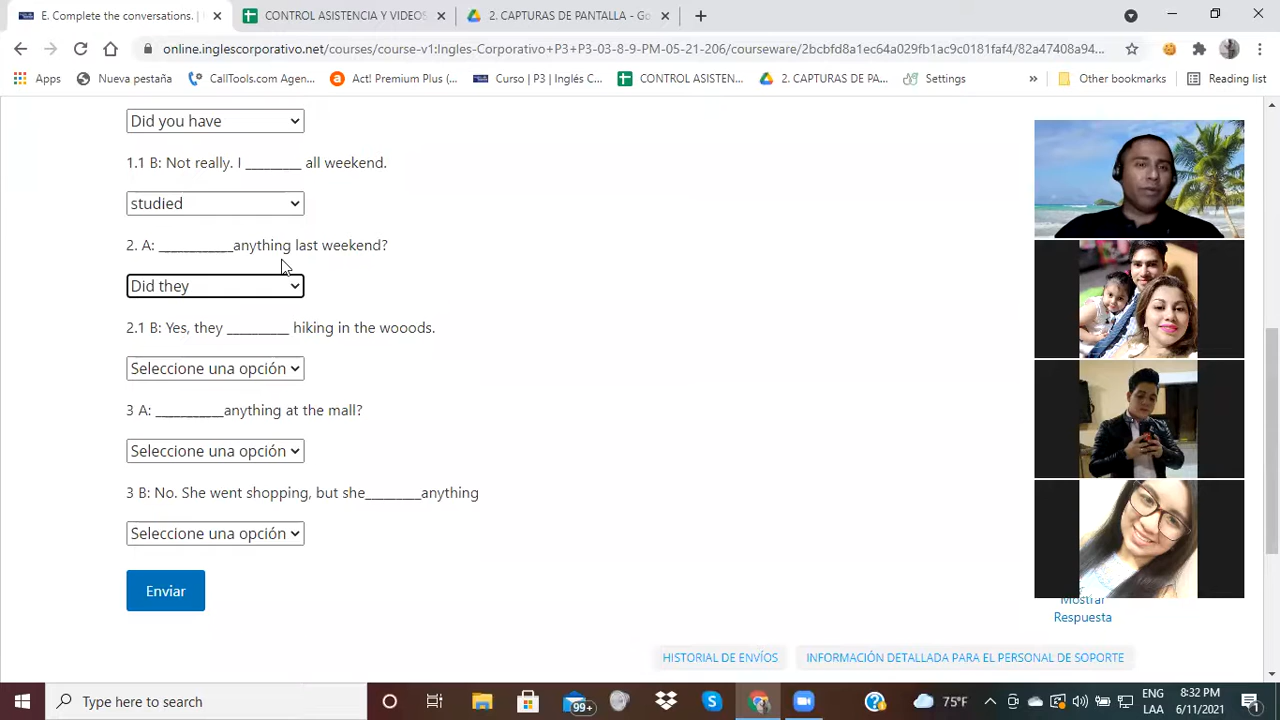 E. Complete the conversations. |
CONTROL ASISTENCIA Y VIDEOS
2. CAPTURAS DE PANTALLA - Go
online.inglescorporativo.net/courses/course-v1:Ingles-Corporativo+P3+P3-03-8-9-PM-05-21-206/courseware/2bcbfd8a1ec64a029fb1ac9c0181faf4/82a47408a94...
Apps
Nueva pestaña
CallTools.com Agen...
Act! Premium Plus (...
Curso | P3 | Inglés C...
CONTROL ASISTEN...
2. CAPTURAS DE PA...
Settings
»
Other bookmarks
Reading list
Did you have
1.1 B: Not really. I _________ all weekend.
studied
2. A: ____________anything last weekend?
Did they
2.1 B: Yes, they __________ hiking in the wooods.
Seleccione una opción
3 A: ___________anything at the mall?
Seleccione una opción
3 B: No. She went shopping, but she_________anything
Seleccione una opción
Enviar
Mostrar
Respuesta
HISTORIAL DE ENVÍOS
INFORMACIÓN DETALLADA PARA EL PERSONAL DE SOPORTE
Type here to search
99+
75°F
ENG
LAA
8:32 PM
6/11/2021
1